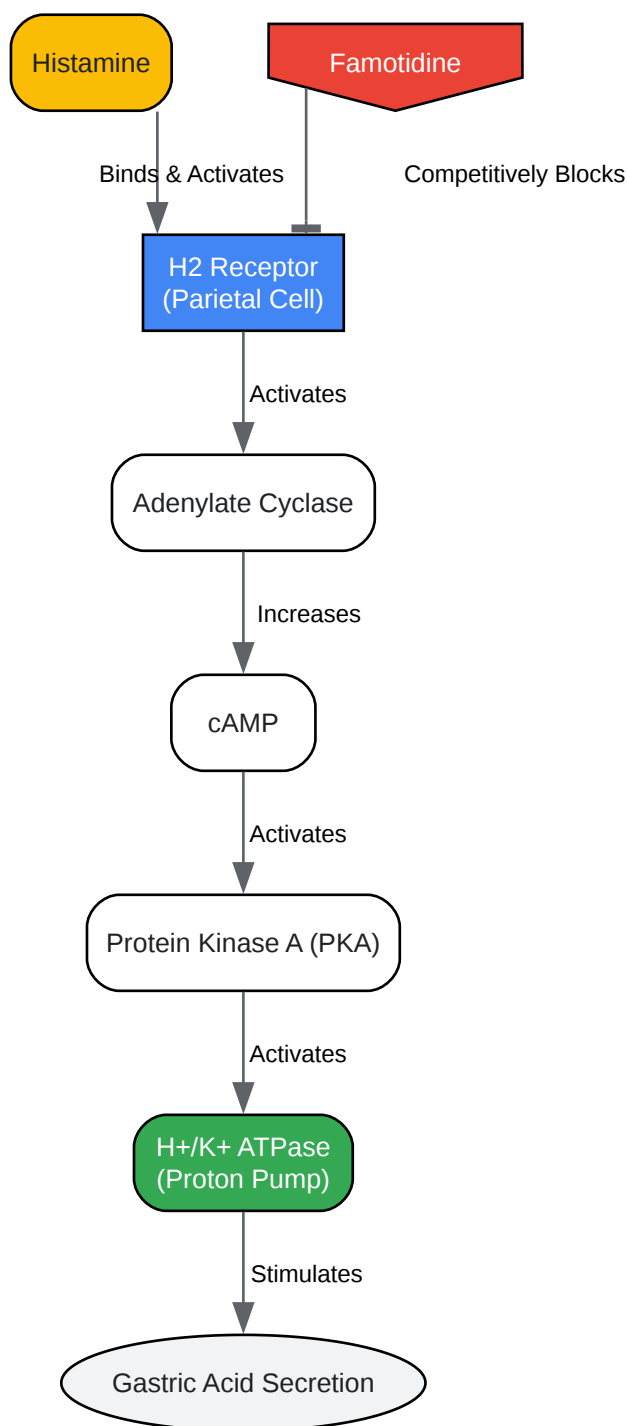 Histamine
Famotidine
Binds & Activates
Competitively Blocks
H2 Receptor
(Parietal Cell)
Activates
Adenylate Cyclase
Increases
cAMP
Activates
Protein Kinase A (PKA)
Activates
H+/K+ ATPase
(Proton Pump)
Stimulates
Gastric Acid Secretion